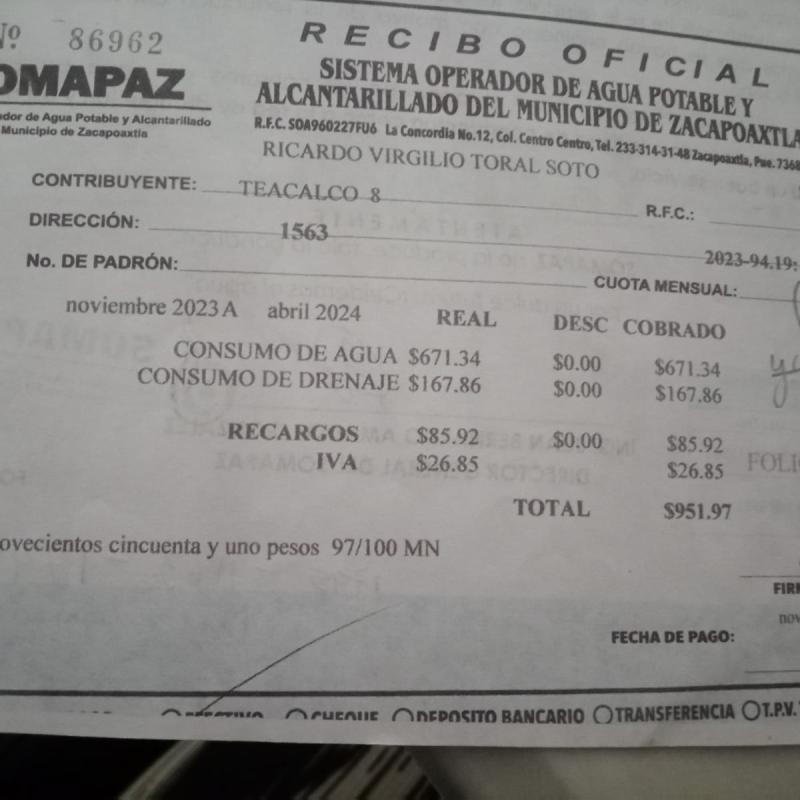 Nº 86962
RECIBO OFICIAL
OMAPAZ
SISTEMA OPERADOR DE AGUA POTABLE Y
ALCANTARILLADO DEL MUNICIPIO DE ZACAPOAXTLA
ador de Agua Potable y Alcantarillado
Municipio de Zacapoaxtla
R.F.C. SOA960227FU6 La Concordia No.12, Col. Centro Centro, Tel. 233-314-31-48 Zacapoaxtla, Pue. 7368
RICARDO VIRGILIO TORAL SOTO
CONTRIBUYENTE: TEACALCO 8 R.F.C.:
DIRECCIÓN: 1563
2023-94.19:
No. DE PADRÓN: CUOTA MENSUAL:
noviembre 2023 A abril 2024 REAL DESC COBRADO
CONSUMO DE AGUA $671.34 $0.00 $671.34
CONSUMO DE DRENAJE $167.86 $0.00 $167.86
RECARGOS $85.92 $0.00 $85.92
IVA $26.85 $26.85 FOLI
TOTAL $951.97
ovecientos cincuenta y uno pesos 97/100 MN
FIR
nov
FECHA DE PAGO:
EFECTIVO CHEQUE DEPOSITO BANCARIO TRANSFERENCIA T.P.V.